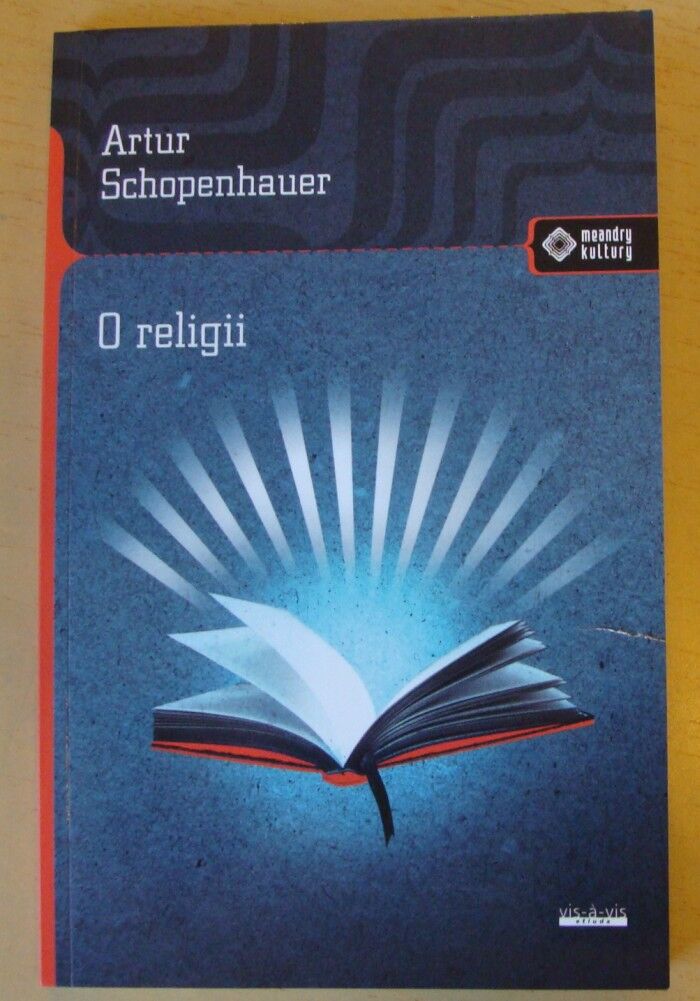 Artur
Schopenhauer
meandry
kultury
O religii
vis-à-vis
etiuda